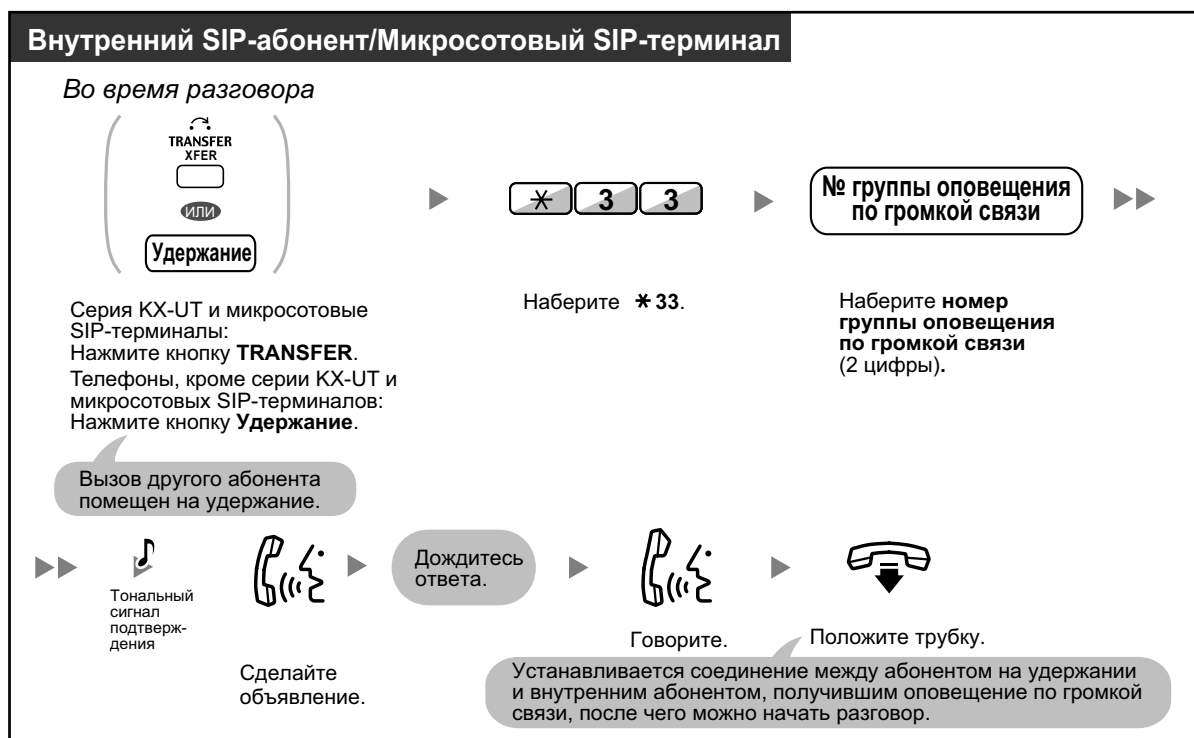 Внутренний SIP-абонент/Микросотовый SIP-терминал
Во время разговора
TRANSFER
XFER
ИЛИ
Удержание
* 3 3
№ группы оповещения
по громкой связи
Серия KX-UT и микросотовые
SIP-терминалы:
Нажмите кнопку TRANSFER.
Телефоны, кроме серии KX-UT и
микросотовых SIP-терминалов:
Нажмите кнопку Удержание.
Наберите *33.
Наберите номер
группы оповещения
по громкой связи
(2 цифры).
Вызов другого абонента
помещен на удержание.
Тональный
сигнал
подтверж-
дения
Сделайте
объявление.
Дождитесь
ответа.
Говорите.
Положите трубку.
Устанавливается соединение между абонентом на удержании
и внутренним абонентом, получившим оповещение по громкой
связи, после чего можно начать разговор.